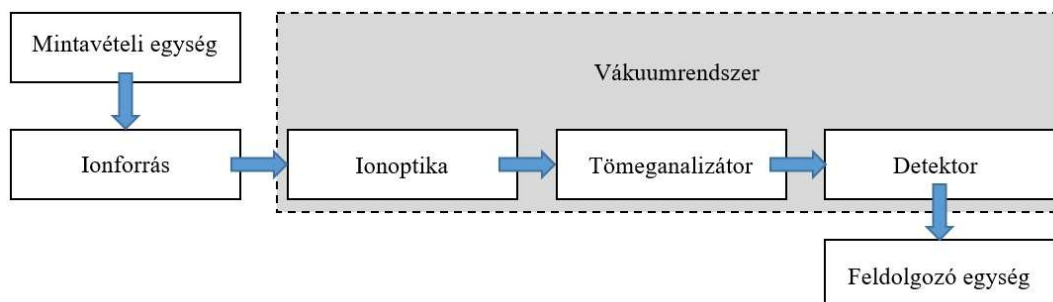 Mintavételi egység
Vákuumrendszer
Ionforrás
Ionoptika
Tömeganalizátor
Detektor
Feldolgozó egység